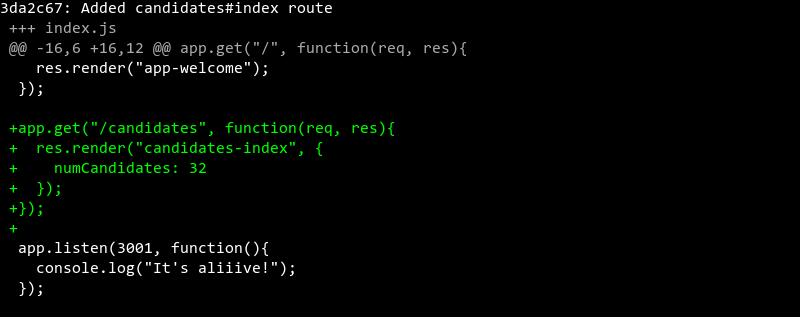 3da2c67: Added candidates#index route
 +++ index.js
 @@ -16,6 +16,12 @@ app.get("/", function(req, res){
    res.render("app-welcome");
  });

 +app.get("/candidates", function(req, res){
 +  res.render("candidates-index", {
 +    numCandidates: 32
 +  });
 +});
 +
  app.listen(3001, function(){
    console.log("It's aliiive!");
  });